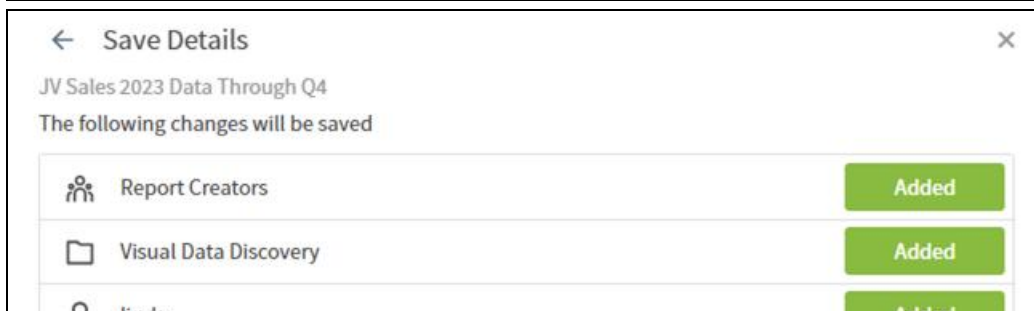 Save Details
JV Sales 2023 Data Through Q4
The following changes will be saved
Report Creators Added
Visual Data Discovery Added